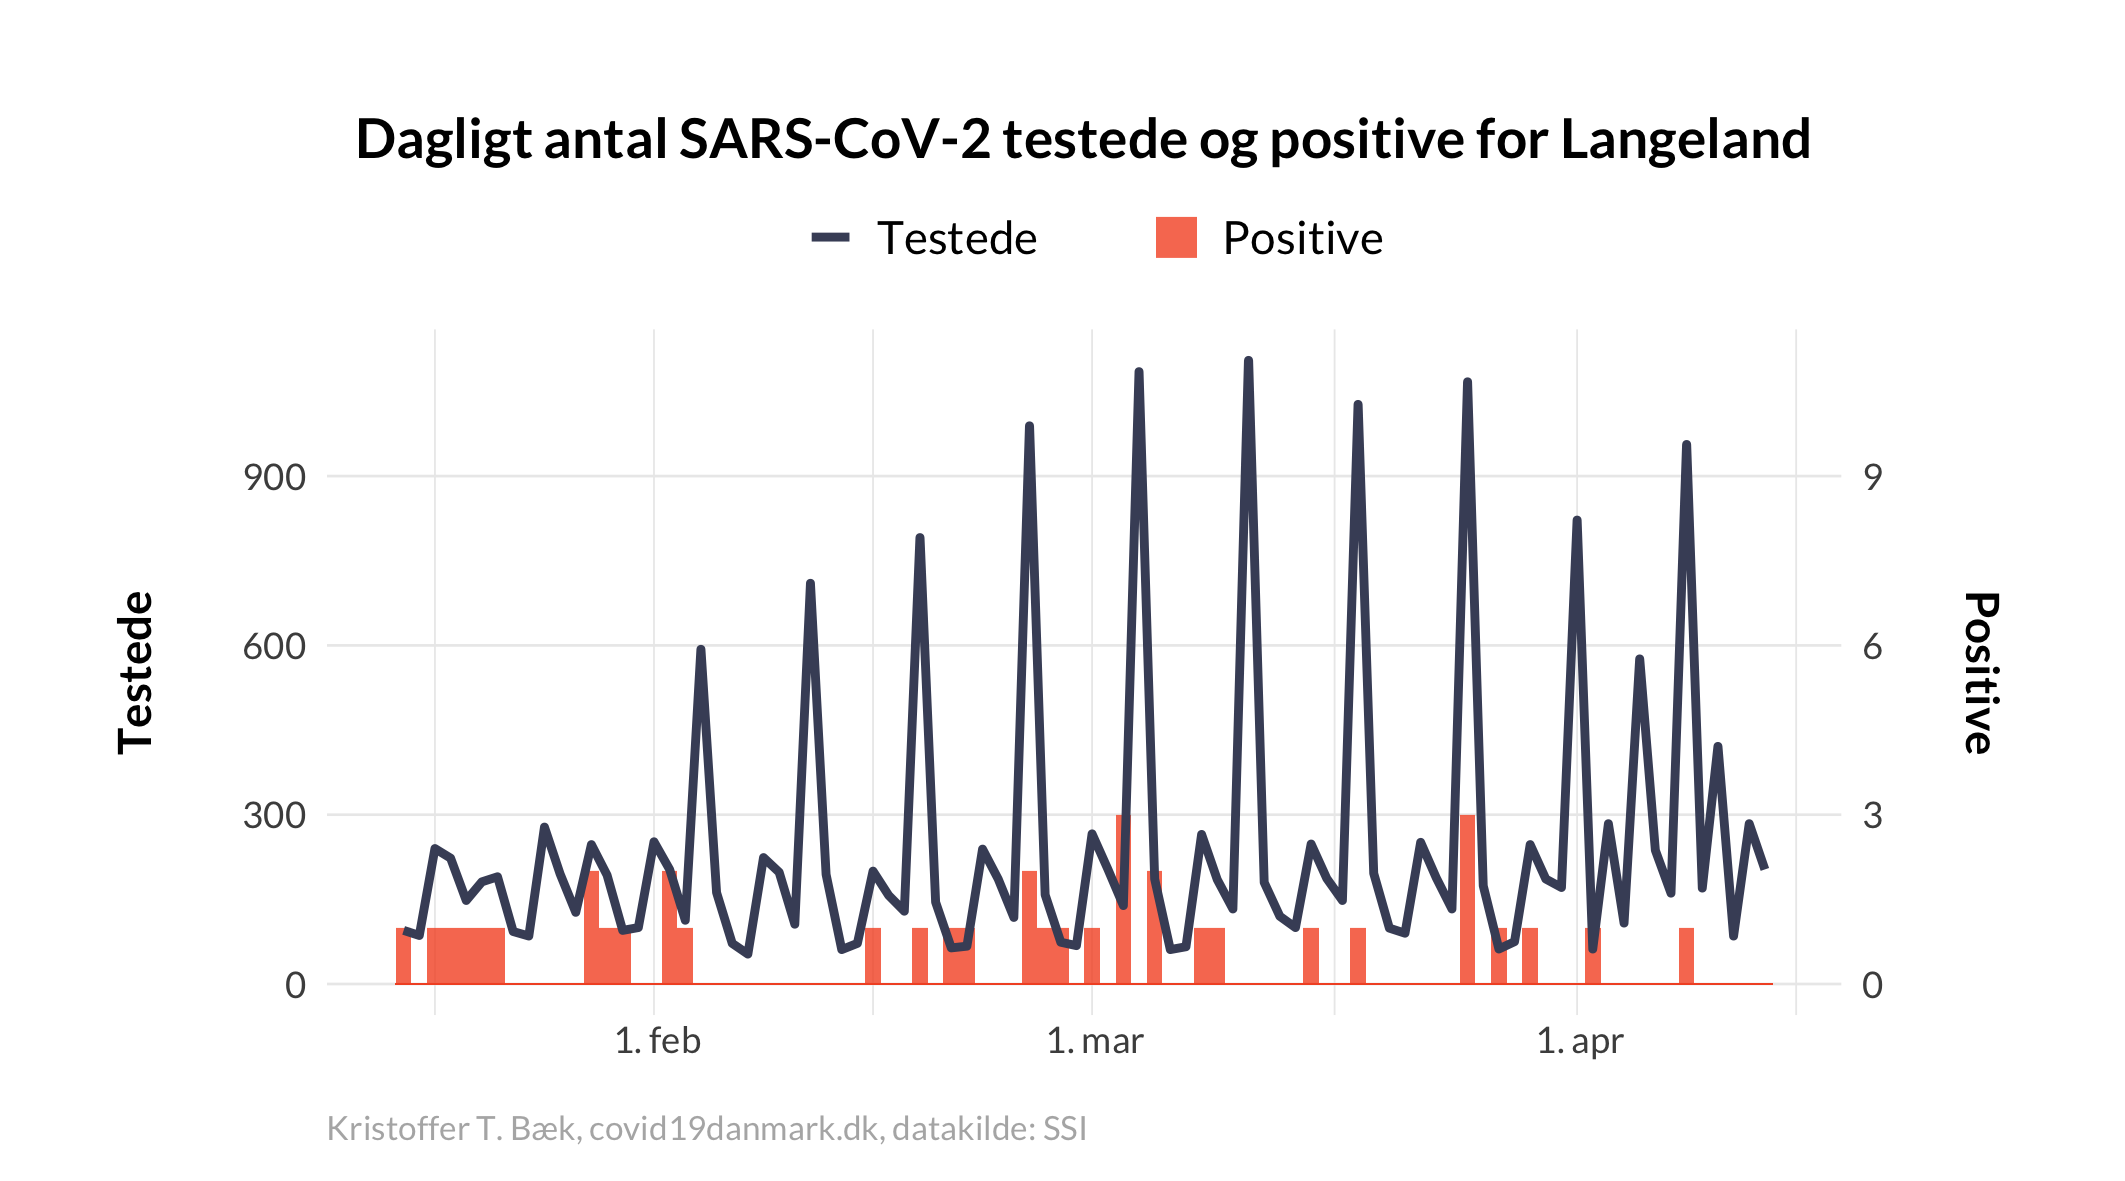 Dagligt antal SARS-CoV-2 testede og positive for Langeland
Testede Positive
900 9
600 6
300 3
0 0
Testede
Positive
1. feb 1. mar 1. apr
Kristoffer T. Bæk, covid19danmark.dk, datakilde: SSI